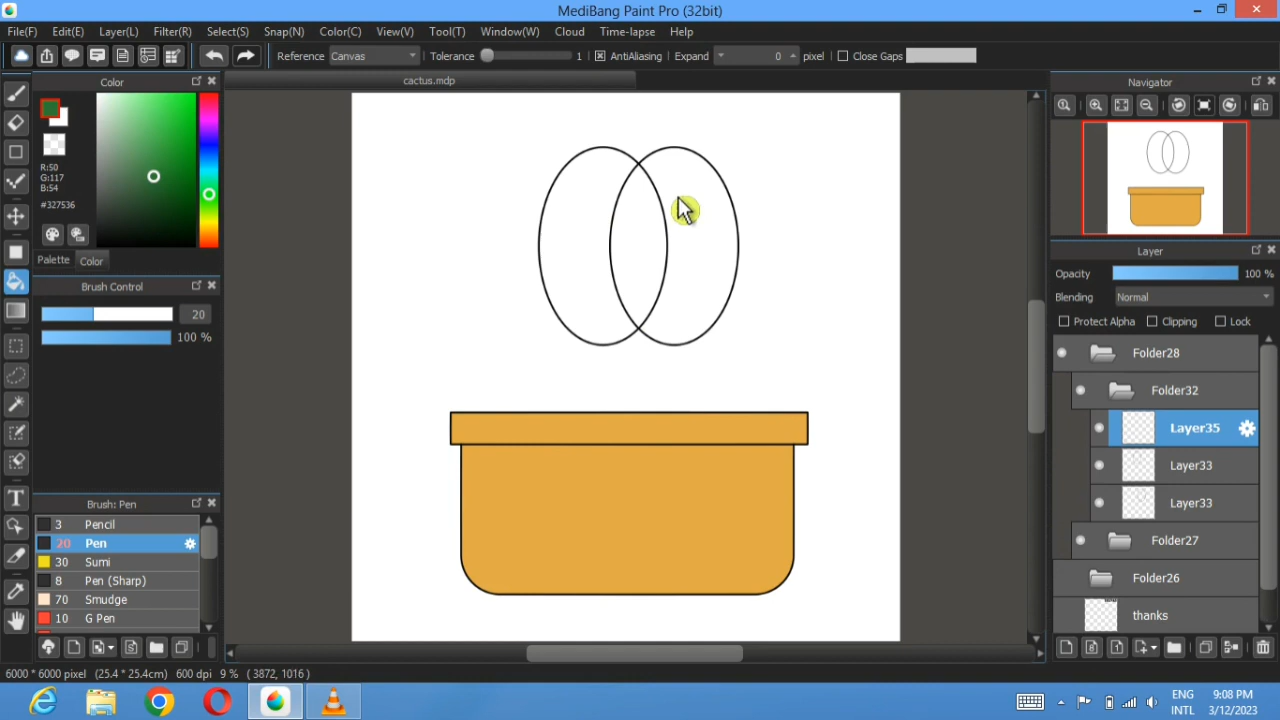 MediBang Paint Pro (32bit)
File(F) Edit(E) Layer(L) Filter(R) Select(S) Snap(N) Color(C) View(V) Tool(T) Window(W) Cloud Time-lapse Help
Reference Canvas Tolerance 1 AntiAliasing Expand 0 pixel Close Gaps
Color
cactus.mdp
Navigator
R:50
G:117
B:54
#327536
Palette Color
Brush Control
20
100 %
Brush: Pen
3 Pencil
20 Pen
30 Sumi
8 Pen (Sharp)
70 Smudge
10 G Pen
Layer
Opacity 100 %
Blending Normal
Protect Alpha Clipping Lock
Folder28
Folder32
Layer35
Layer33
Layer33
Folder27
Folder26
thanks
6000 * 6000 pixel (25.4 * 25.4cm) 600 dpi 9 % ( 3872, 1016 )
ENG
INTL
9:08 PM
3/12/2023